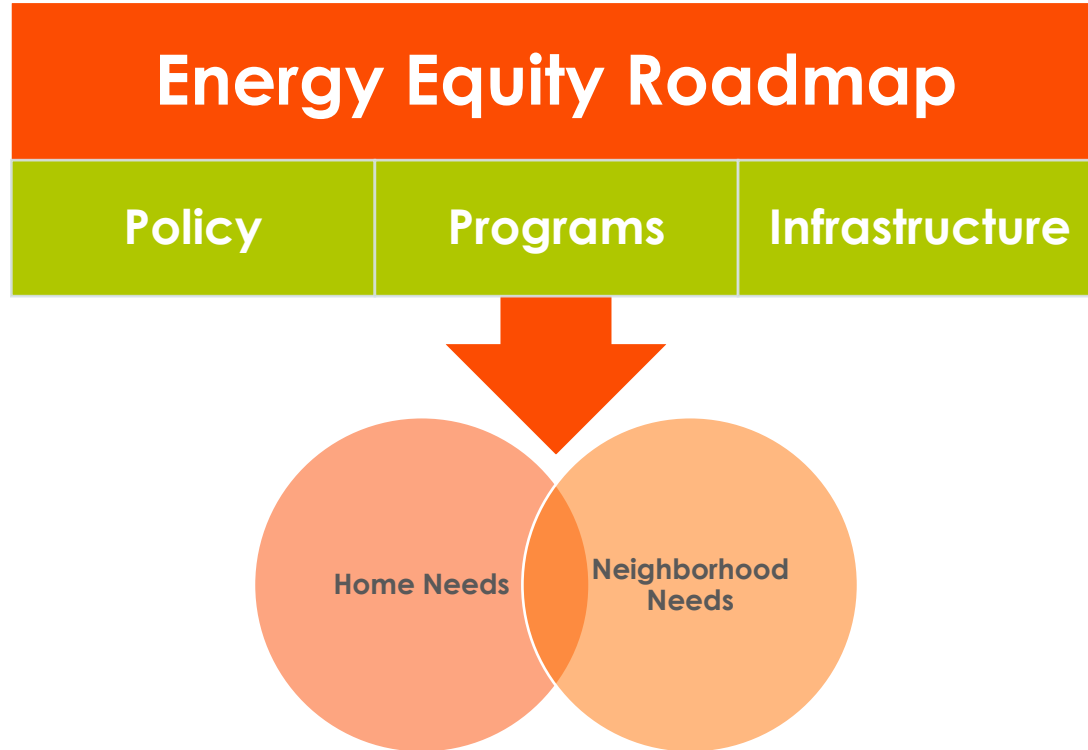 Energy Equity Roadmap
Policy
Programs
Infrastructure
Home Needs
Neighborhood
Needs